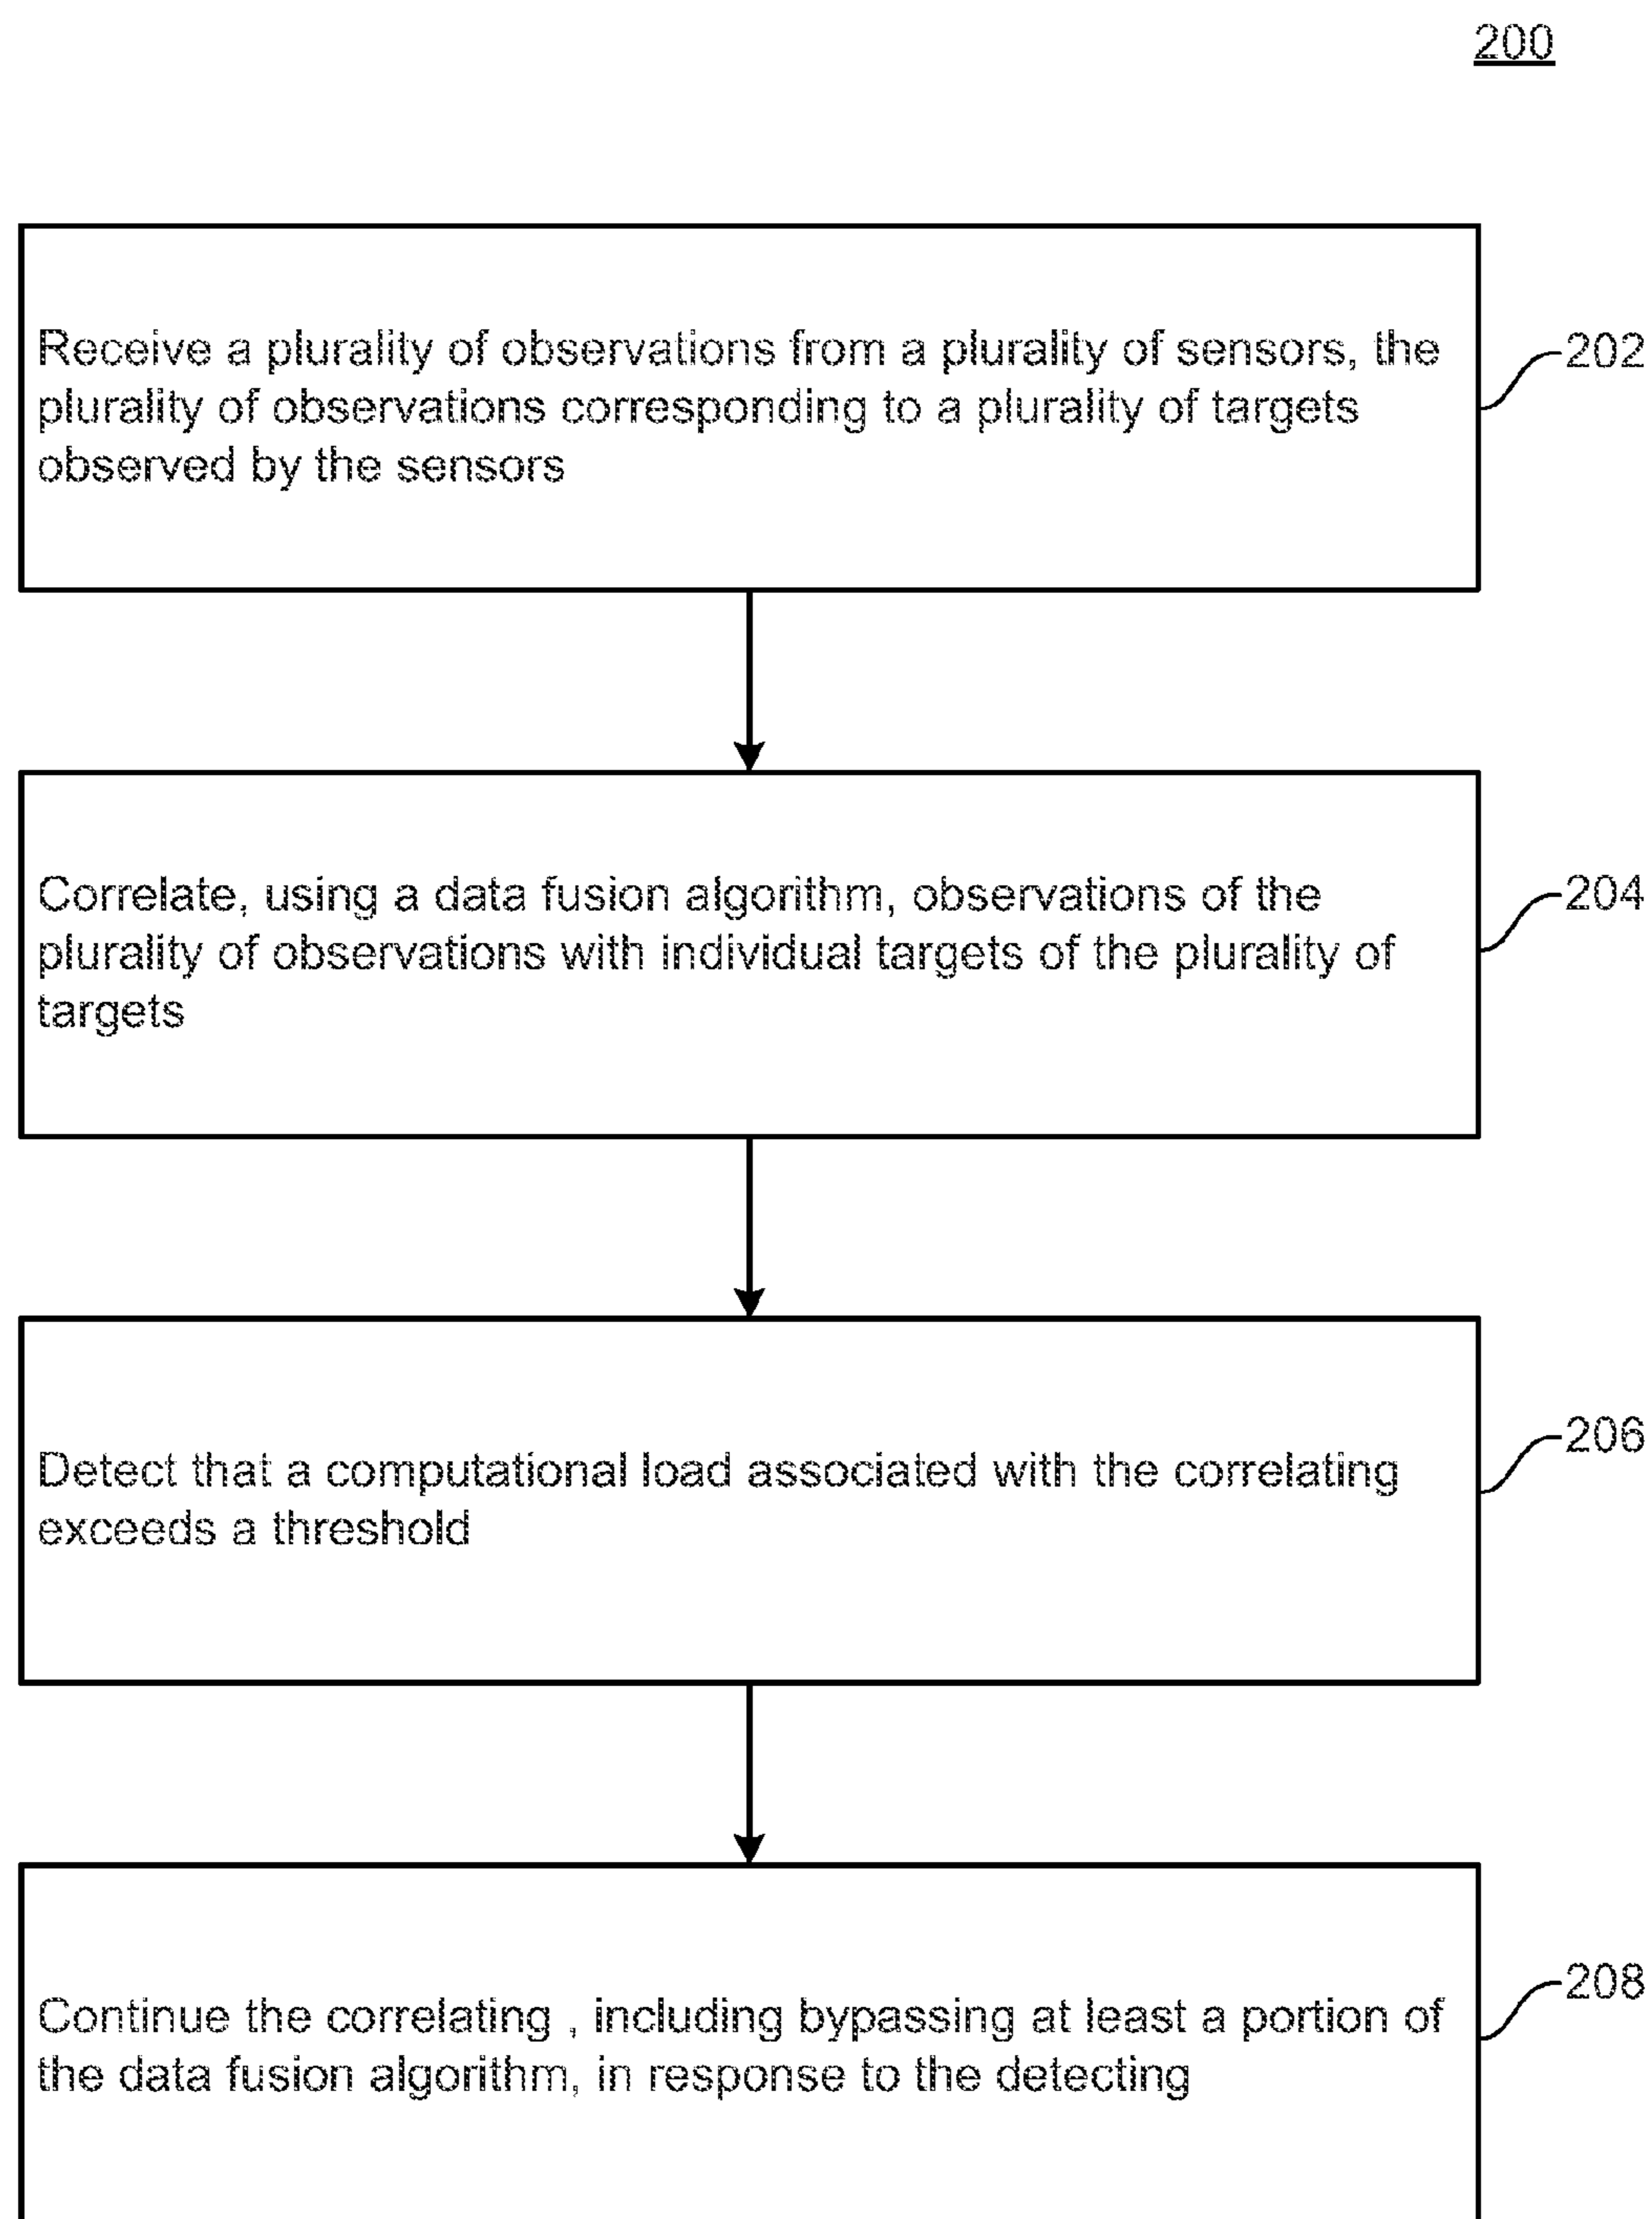 200
Receive a plurality of observations from a plurality of sensors, the
plurality of observations corresponding to a plurality of targets
observed by the sensors
202
Correlate, using a data fusion algorithm, observations of the
plurality of observations with individual targets of the plurality of
targets
204
Detect that a computational load associated with the correlating
exceeds a threshold
206
Continue the correlating , including bypassing at least a portion of
the data fusion algorithm, in response to the detecting
208